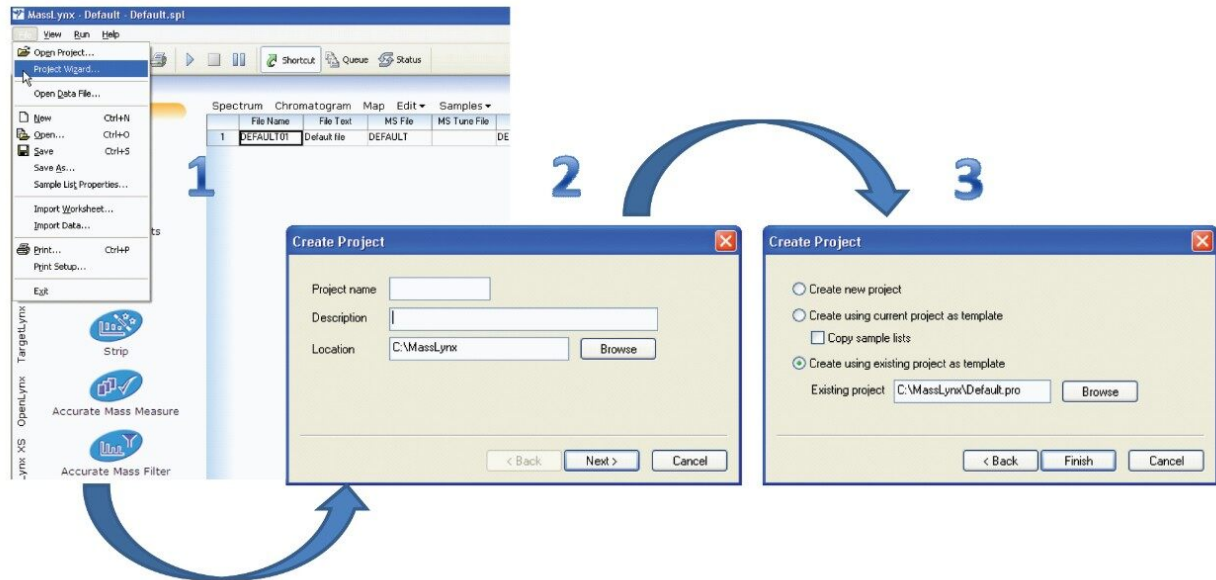 MassLynx - Default - Default.spl
View Run Help
Shortcut Queue Status
Open Project...
Project Wizard...
Open Data File...
New Ctrl+N
Open... Ctrl+O
Save Ctrl+S
Save As...
Sample List Properties...
Import Worksheet...
Import Data...
Print... Ctrl+P
Print Setup...
Exit
Spectrum Chromatogram Map Edit Samples
File Name File Text MS File MS Tune File
1 DEFAULT01 Default file DEFAULT DE
ts
1
TargetLynx
OpenLynx
Lynx XS
Strip
Accurate Mass Measure
Accurate Mass Filter
2
Create Project
Project name
Description
Location C:\MassLynx Browse
< Back Next > Cancel
3
Create Project
Create new project
Create using current project as template
Copy sample lists
Create using existing project as template
Existing project C:\MassLynx\Default.pro Browse
< Back Finish Cancel